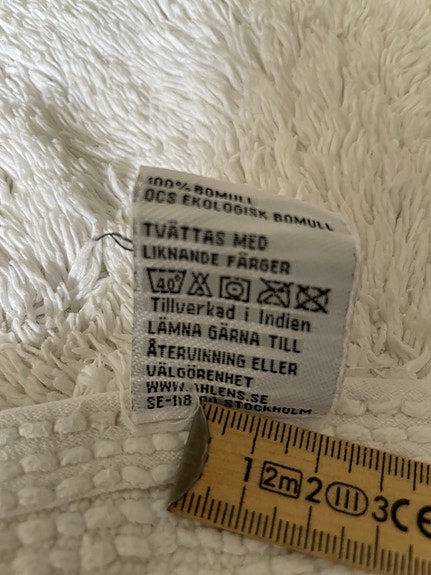 100% BOMULL
OCS EKOLOGISK BOMULL
TVÄTTAS MED
LIKNANDE FÄRGER
40°
Tillverkad i Indien
LÄMNA GÄRNA TILL
ÅTERVINNING ELLER
VÄLGÖRENHET
WWW.AHLENS.SE
SE-118 STOCKHOLM
1 2m 2 III 3 CE